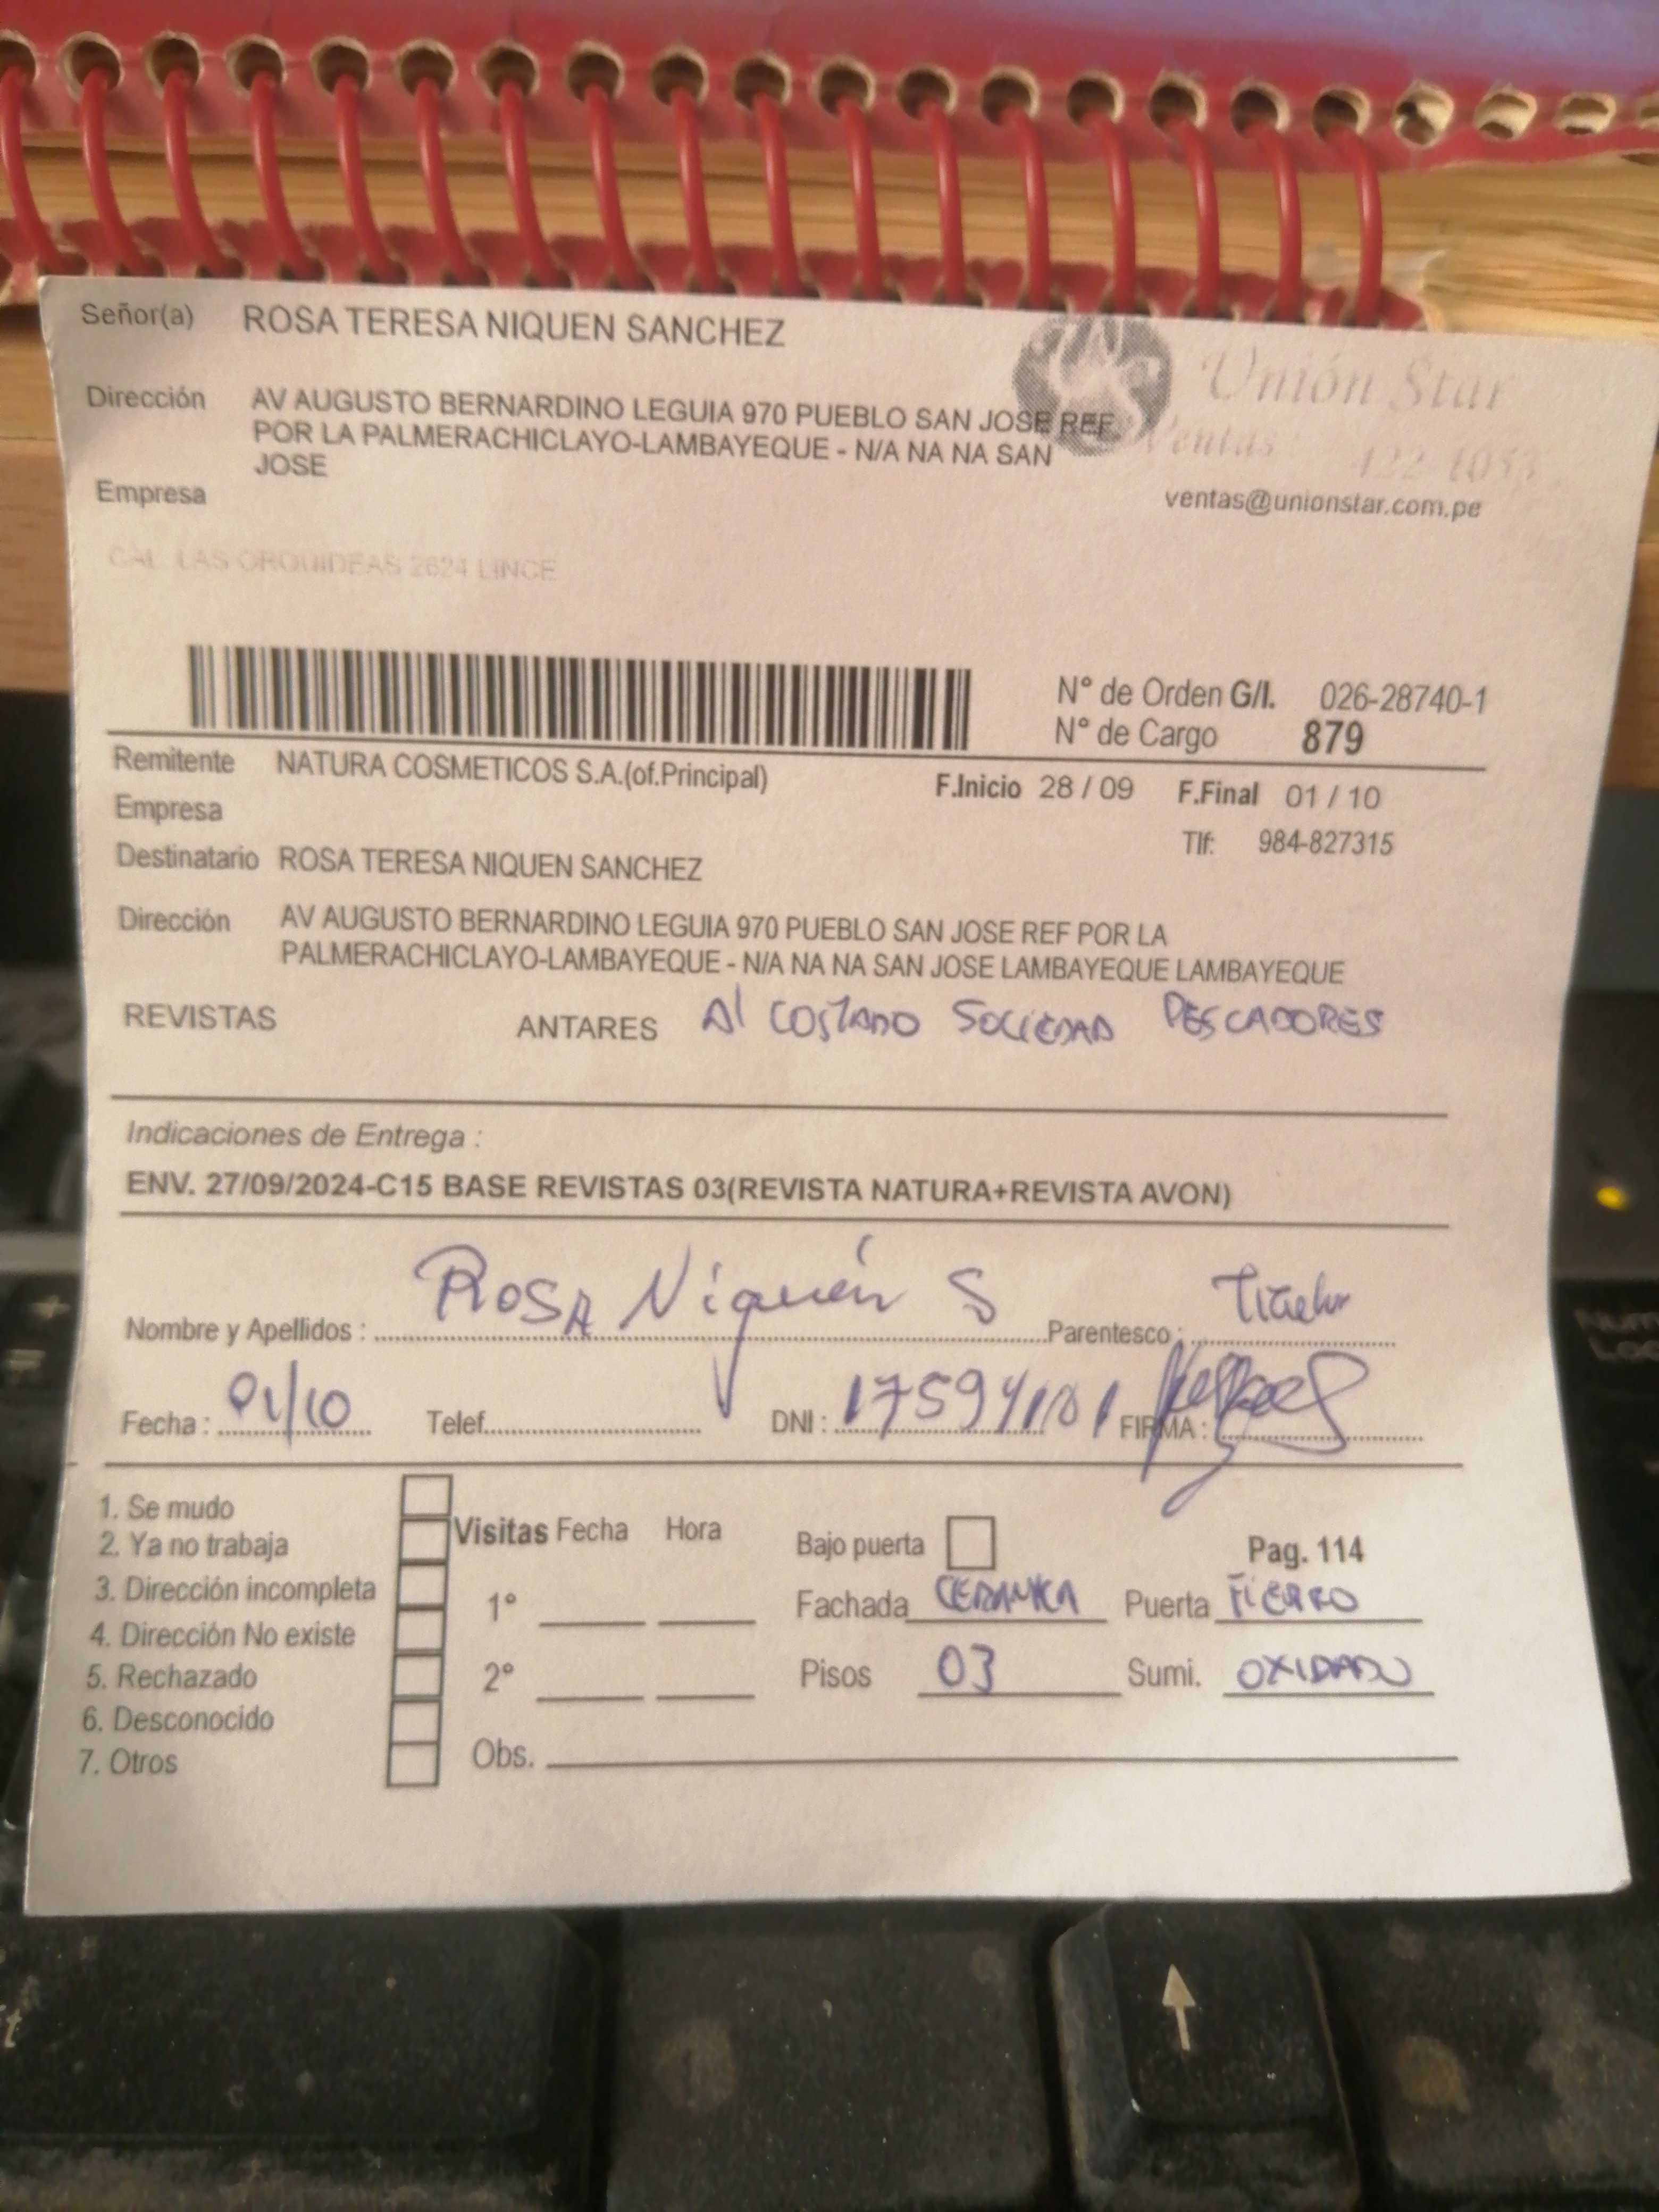 Señor(a) ROSA TERESA NIQUEN SANCHEZ
Unión Star
Dirección AV AUGUSTO BERNARDINO LEGUIA 970 PUEBLO SAN JOSE REF
POR LA PALMERACHICLAYO-LAMBAYEQUE - N/A NA NA SAN
JOSE
Ventas: 422-1053
Empresa
ventas@unionstar.com.pe
CAL. LAS ORQUIDEAS 2624 LINCE
N° de Orden G/I. 026-28740-1
N° de Cargo 879
Remitente NATURA COSMETICOS S.A.(of.Principal)
F.Inicio 28 / 09 F.Final 01 / 10
Empresa
Tlf: 984-827315
Destinatario ROSA TERESA NIQUEN SANCHEZ
Dirección AV AUGUSTO BERNARDINO LEGUIA 970 PUEBLO SAN JOSE REF POR LA
PALMERACHICLAYO-LAMBAYEQUE - N/A NA NA SAN JOSE LAMBAYEQUE LAMBAYEQUE
REVISTAS ANTARES Al COSTADO SOCIEDAD PESCADORES
Indicaciones de Entrega :
ENV. 27/09/2024-C15 BASE REVISTAS 03(REVISTA NATURA+REVISTA AVON)
Nombre y Apellidos : ROSA Niquén S Parentesco : Titular
Fecha : 01/10 Telef. DNI : FIRMA :
1. Se mudo
2. Ya no trabaja
3. Dirección incompleta
4. Dirección No existe
5. Rechazado
6. Desconocido
7. Otros
Visitas Fecha Hora
1°
2°
Obs.
Bajo puerta Pag. 114
Fachada CERAMICA Puerta FIERRO
Pisos 03 Sumi. OXIDADO